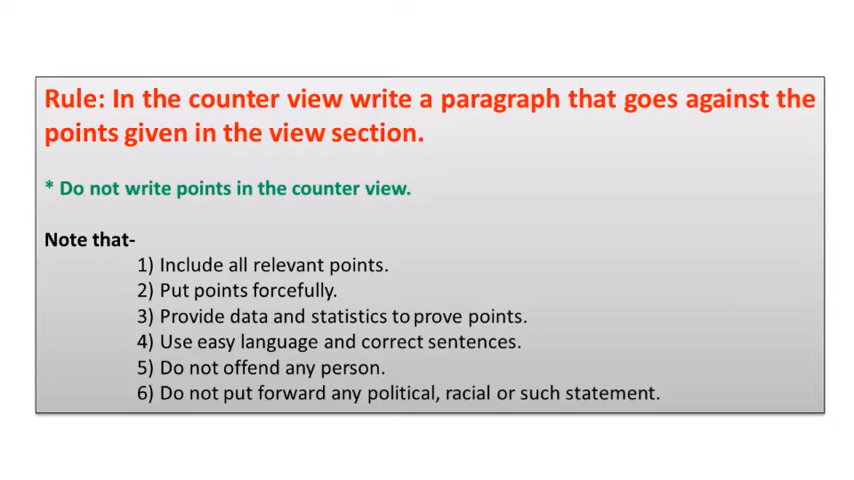 Rule: In the counter view write a paragraph that goes against the
points given in the view section.
* Do not write points in the counter view.
Note that-
1) Include all relevant points.
2) Put points forcefully.
3) Provide data and statistics to prove points.
4) Use easy language and correct sentences.
5) Do not offend any person.
6) Do not put forward any political, racial or such statement.